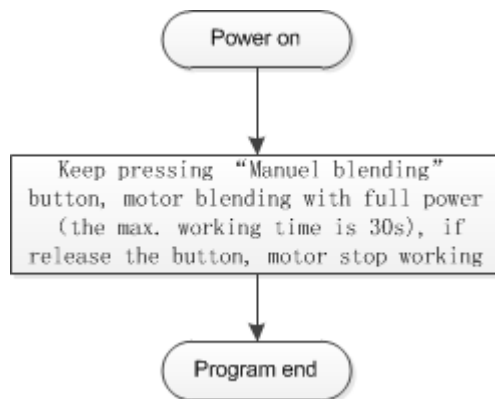 Power on
Keep pressing “Manuel blending”
button, motor blending with full power
(the max. working time is 30s), if
release the button, motor stop working
Program end